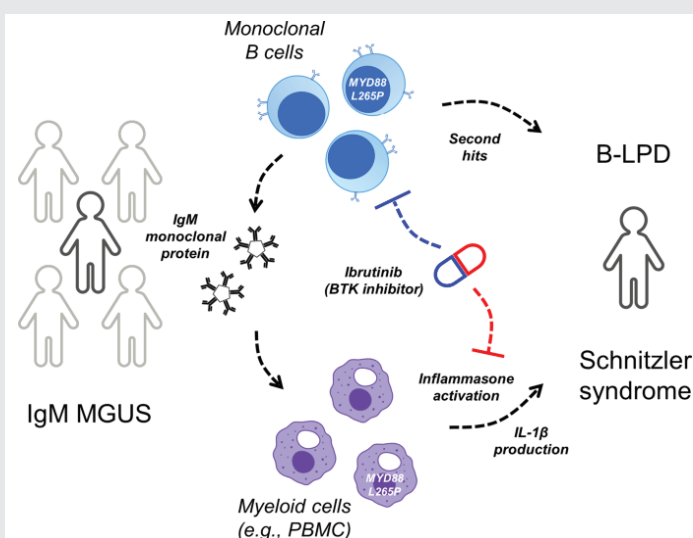 Monoclonal
B cells
MYD88
L265P
Second
hits
B-LPD
IgM
monoclonal
protein
Ibrutinib
(BTK inhibitor)
IgM MGUS
Inflammasone
activation
Schnitzler
syndrome
IL-1β
production
MYD88
L265P
Myeloid cells
(e.g., PBMC)